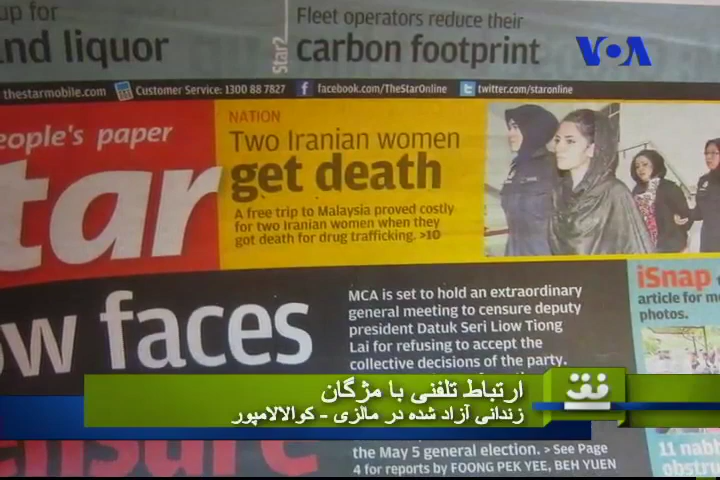 up for
nd liquor
Star2
Fleet operators reduce their
carbon footprint
VOA
thestarmobile.com
Customer Service: 1300 88 7827
facebook.com/TheStarOnline
twitter.com/staronline
eople's paper
tar
NATION
Two Iranian women
get death
A free trip to Malaysia proved costly
for two Iranian women when they
got death for drug trafficking. >10
ow faces
MCA is set to hold an extraordinary
general meeting to censure deputy
president Datuk Seri Liow Tiong
Lai for refusing to accept the
collective decisions of the party.
iSnap
article for m
photos.
ارتباط تلفنی با مژگان
زندانی آزاد شده در مالزی - کوالالامپور
the May 5 general election. > See Page
4 for reports by FOONG PEK YEE, BEH YUEN
11 nabb
obstru